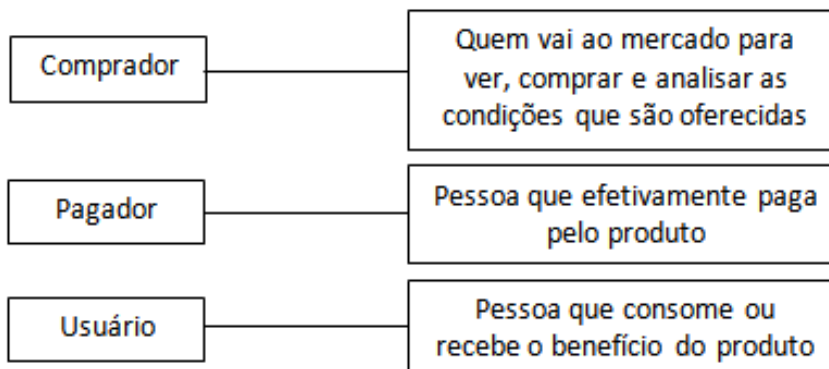 Comprador
Quem vai ao mercado para
ver, comprar e analisar as
condições que são oferecidas
Pagador
Pessoa que efetivamente paga
pelo produto
Usuário
Pessoa que consome ou
recebe o benefício do produto